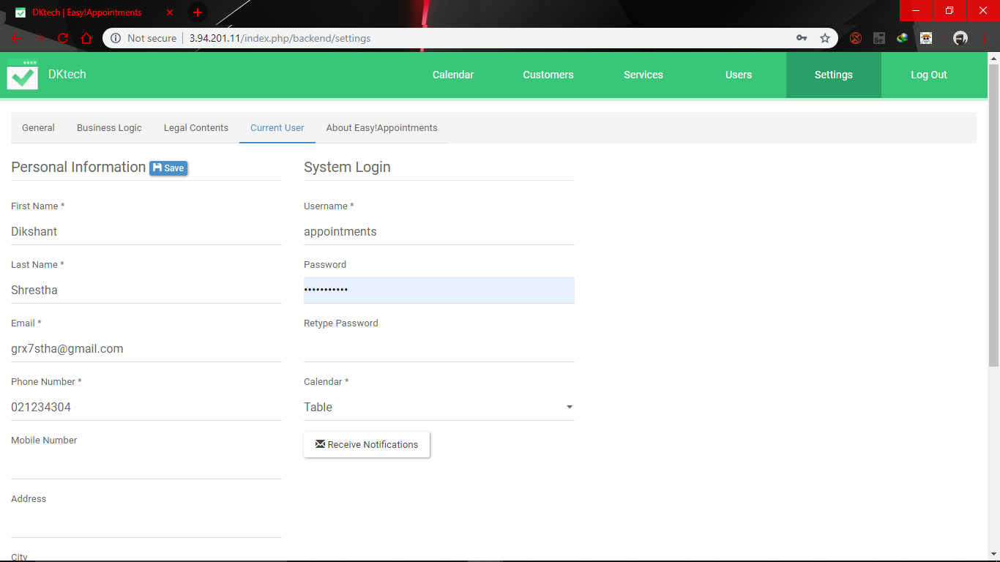 DKtech | Easy!Appointments
Not secure | 3.94.201.11/index.php/backend/settings
Se
DKtech Calendar Customers Services Users Settings Log Out
General Business Logic Legal Contents Current User About Easy!Appointments
Personal Information Save
System Login
First Name *
Dikshant
Last Name *
Shrestha
Email *
grx7stha@gmail.com
Phone Number *
021234304
Mobile Number
Address
City
Username *
appointments
Password
•••••••••••
Retype Password
Calendar *
Table
Receive Notifications